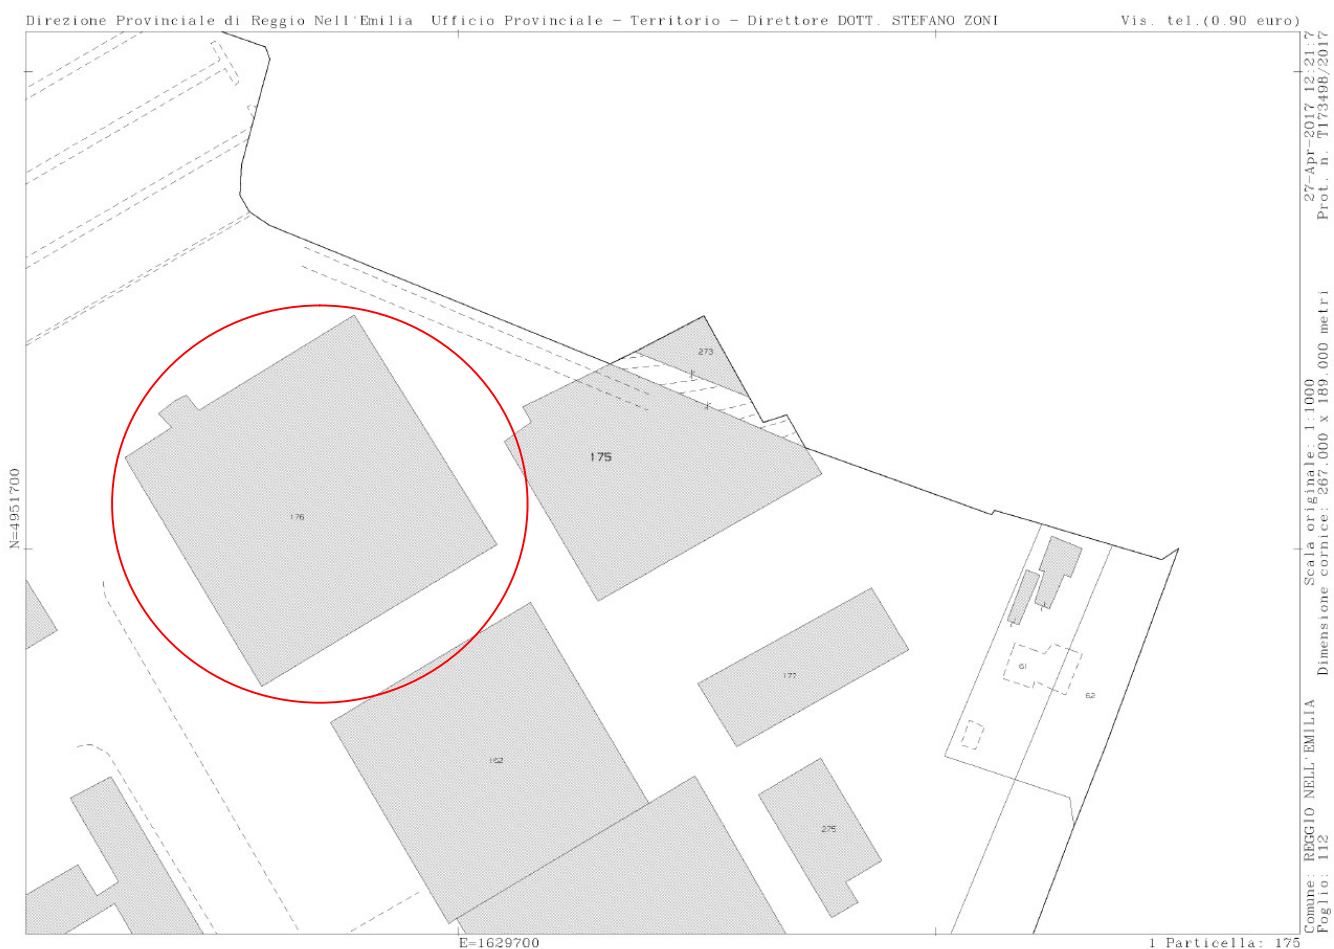 Direzione Provinciale di Reggio Nell'Emilia Ufficio Provinciale - Territorio - Direttore DOTT. STEFANO ZONI
Vis. tel.(0.90 euro)
27-Apr-2017 12:21:7
Prot. n. T173498/2017
Scala originale: 1:1000
Dimensione cornice: 267.000 x 189.000 metri
Comune: REGGIO NELL'EMILIA
Foglio: 112
N=4951700
273
175
176
61
177
62
162
275
E=1629700
1 Particella: 175